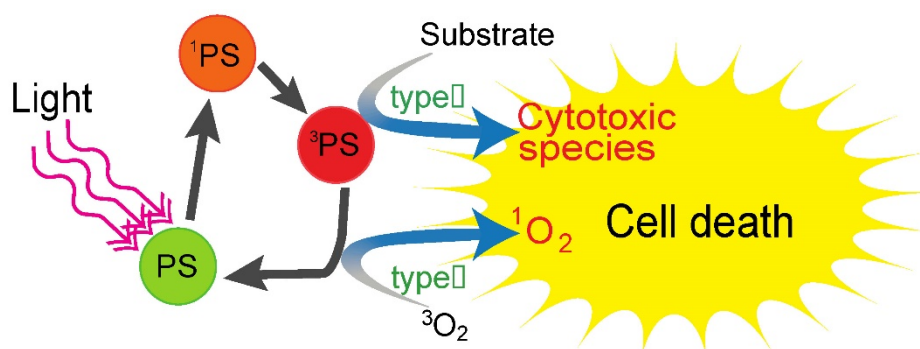 Substrate
¹PS
Light
type▯
Cytotoxic
species
³PS
Cell death
¹O₂
PS
type▯
³O₂